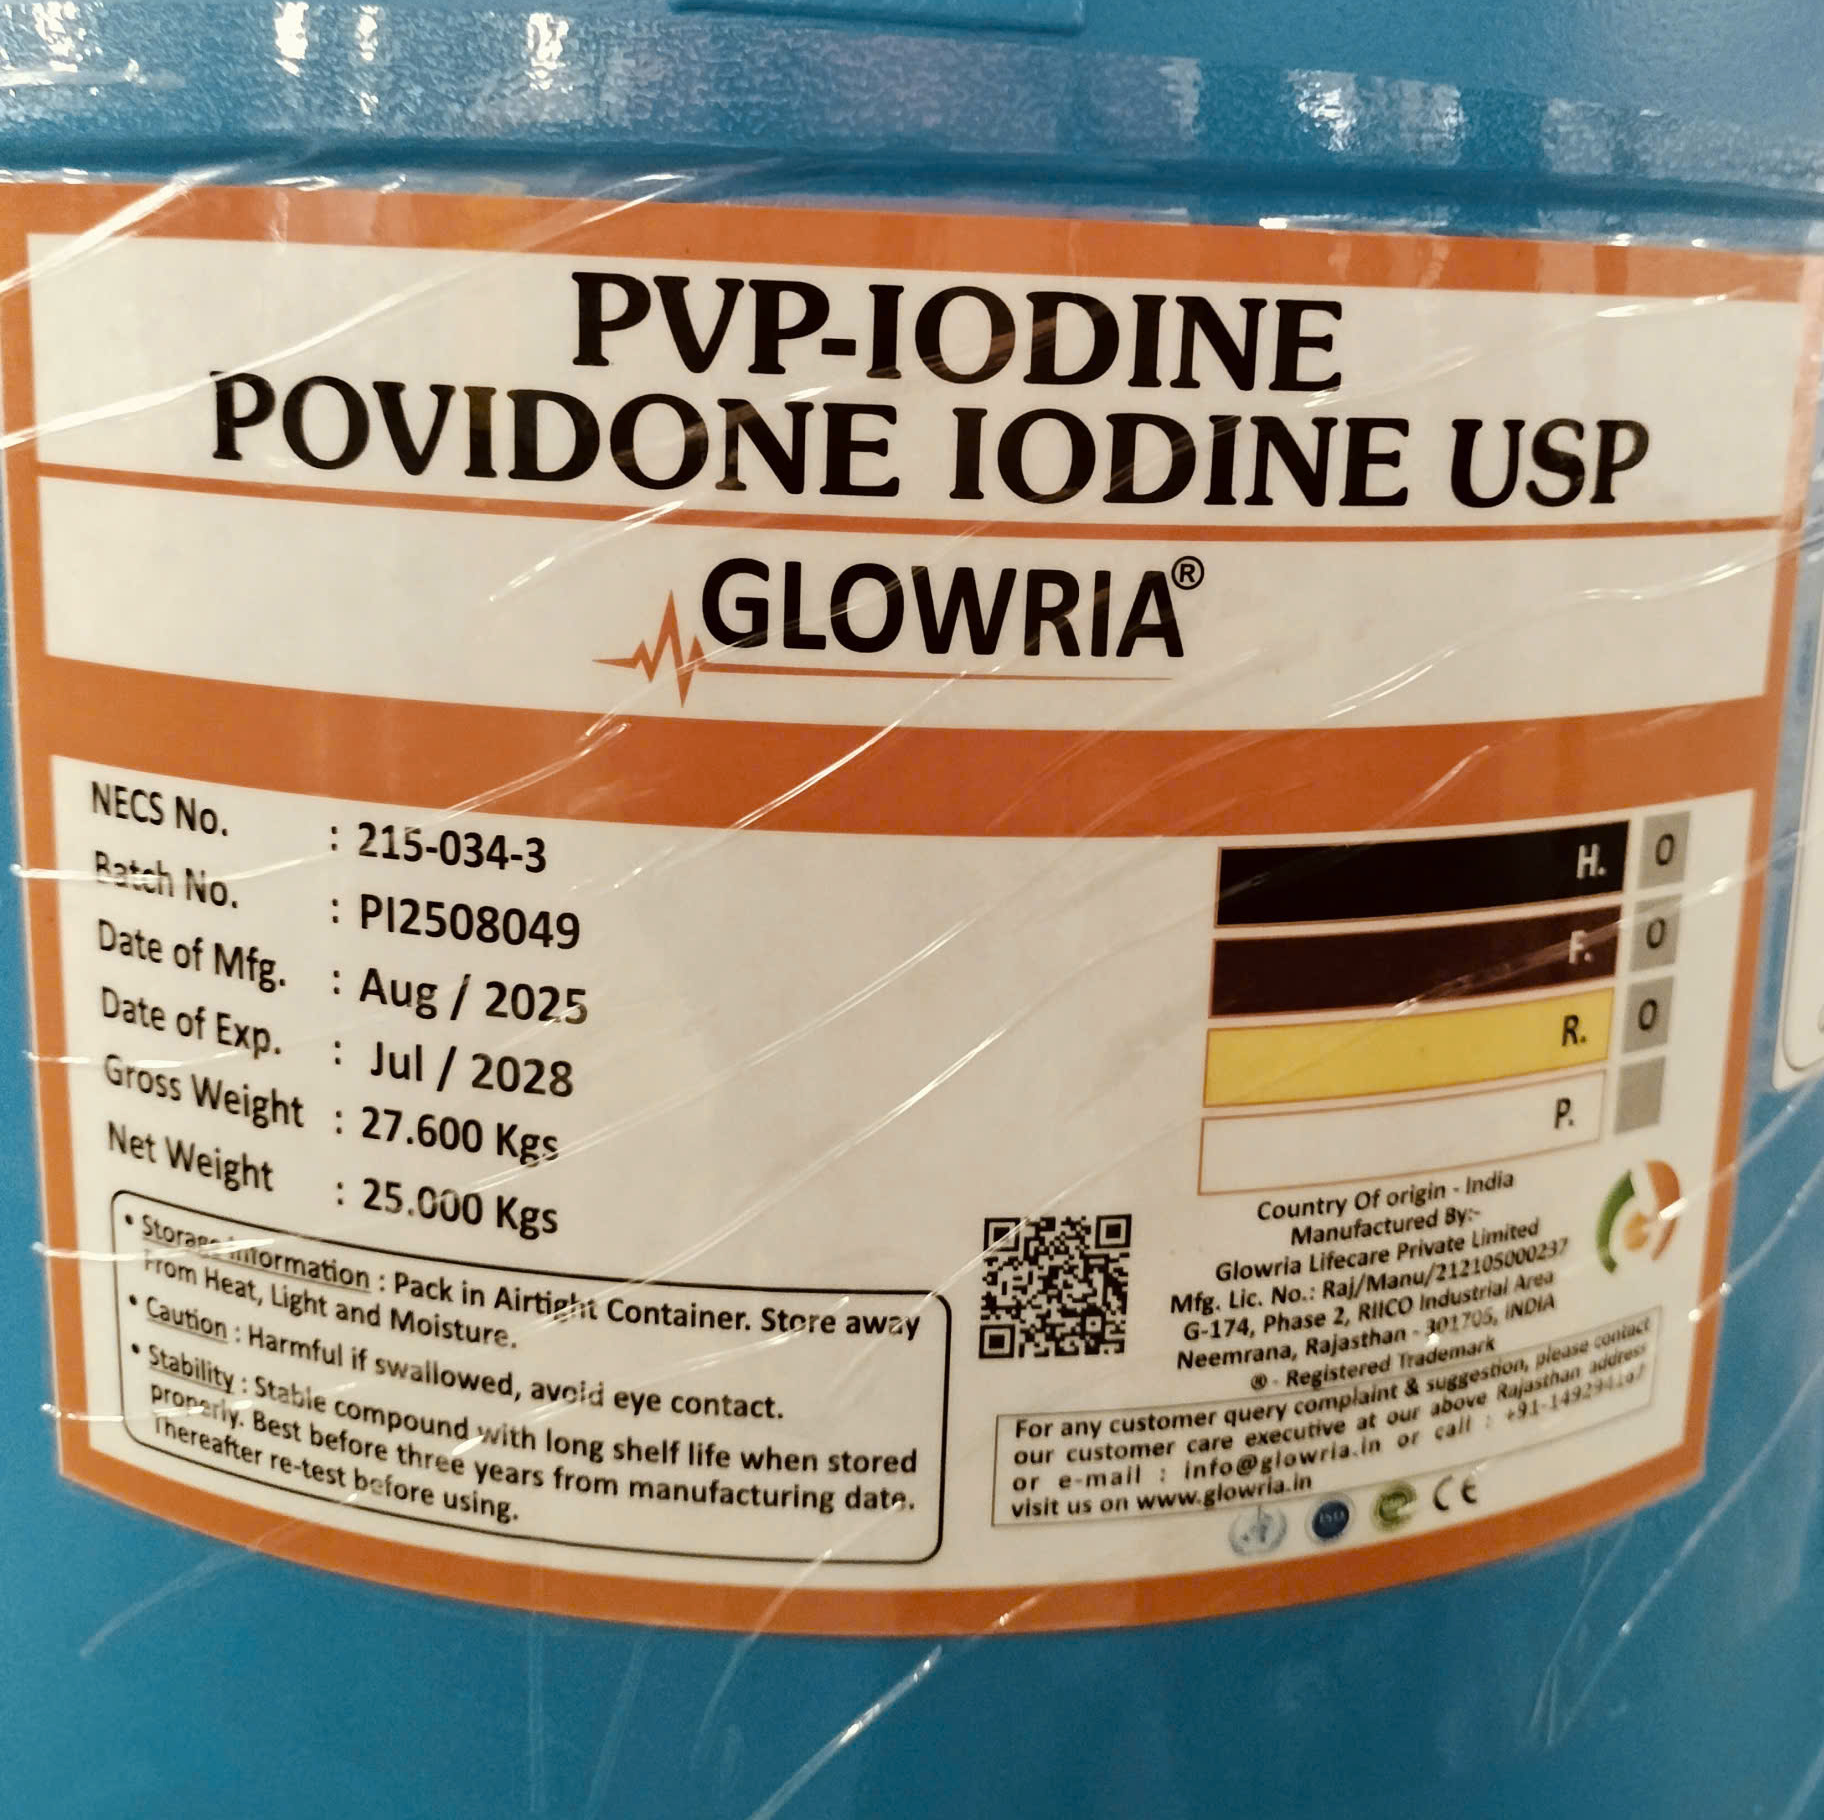 PVP-IODINE
POVIDONE IODINE USP
GLOWRIA®
NECS No. : 215-034-3
Batch No. : PI2508049
Date of Mfg. : Aug / 2025
Date of Exp. : Jul / 2028
Gross Weight : 27.600 Kgs
Net Weight : 25.000 Kgs
• Storage Information : Pack in Airtight Container. Store away
From Heat, Light and Moisture.
• Caution : Harmful if swallowed, avoid eye contact.
• Stability : Stable compound with long shelf life when stored
properly. Best before three years from manufacturing date.
Thereafter re-test before using.
H. 0
F. 0
R. 0
P.
Country Of origin - India
Manufactured By:-
Glowria Lifecare Private Limited
Mfg. Lic. No.: Raj/Manu/212105000237
G-174, Phase 2, RIICO Industrial Area
Neemrana, Rajasthan - 301705, INDIA
® - Registered Trademark
For any customer query complaint & suggestion, please contact
our customer care executive at our above Rajasthan address
or e-mail : info@glowria.in or call :
visit us on www.glowria.in
ISO
CE